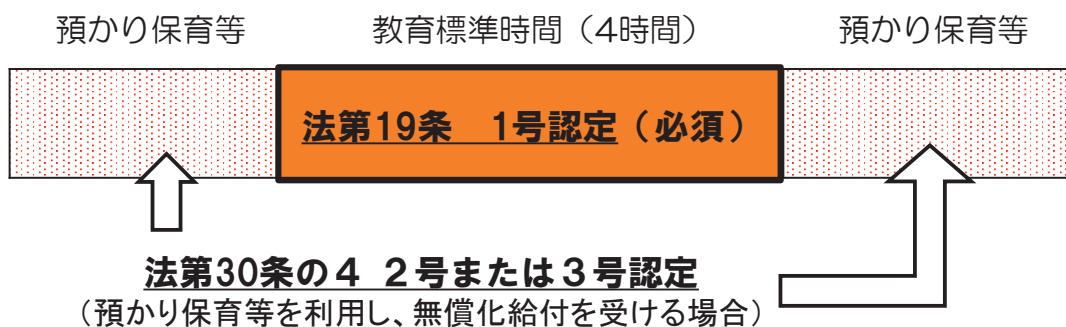 預かり保育等 教育標準時間（4時間） 預かり保育等
法第19条　1号認定（必須）
法第30条の４ ２号または３号認定
（預かり保育等を利用し、無償化給付を受ける場合）